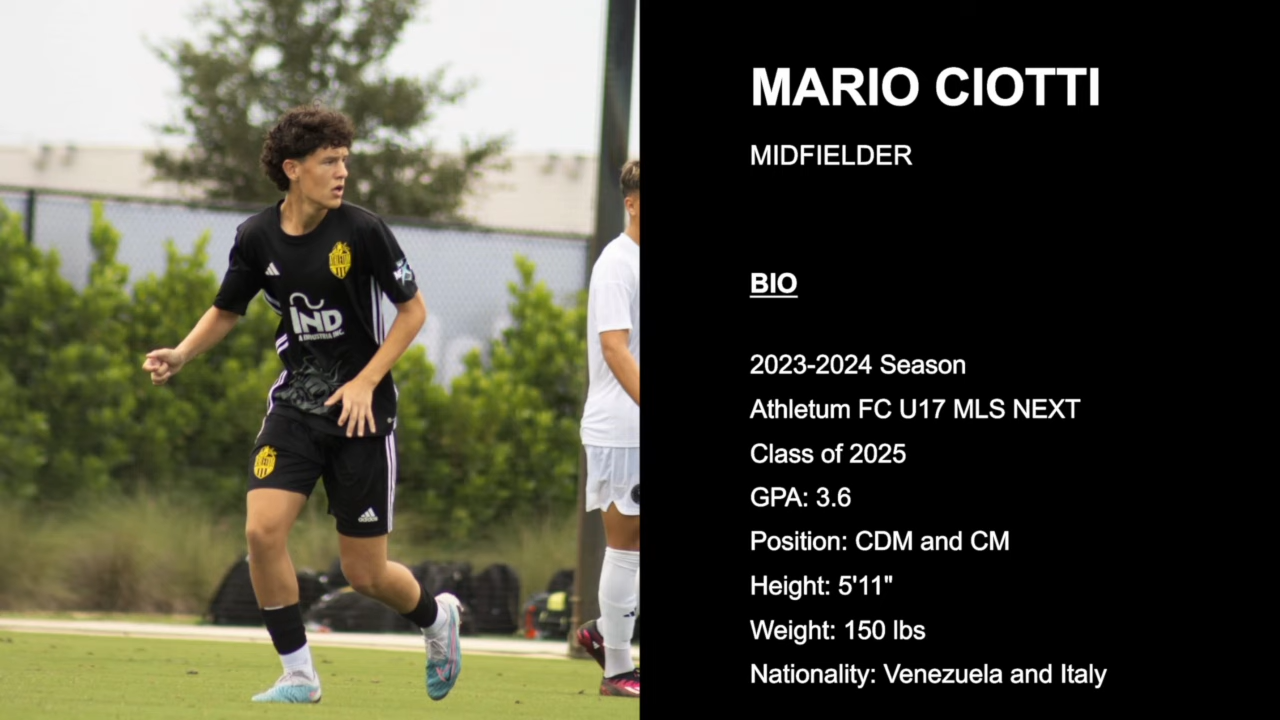 MARIO CIOTTI
MIDFIELDER
BIO
2023-2024 Season
Athletum FC U17 MLS NEXT
Class of 2025
GPA: 3.6
Position: CDM and CM
Height: 5'11"
Weight: 150 lbs
Nationality: Venezuela and Italy
IND